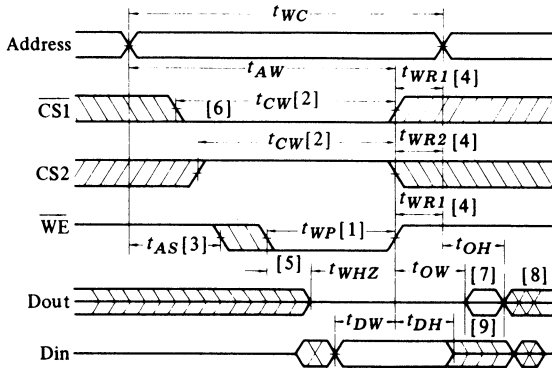 tWC
Address
tAW
tWR1 [4]
CS1
[6]
tCW[2]
tCW[2]
tWR2 [4]
CS2
tWR1 [4]
WE
tWP [1]
tAS [3]
tOH
[5]
tWHZ
tOW
[7]
[8]
Dout
tDW
tDH
[9]
Din